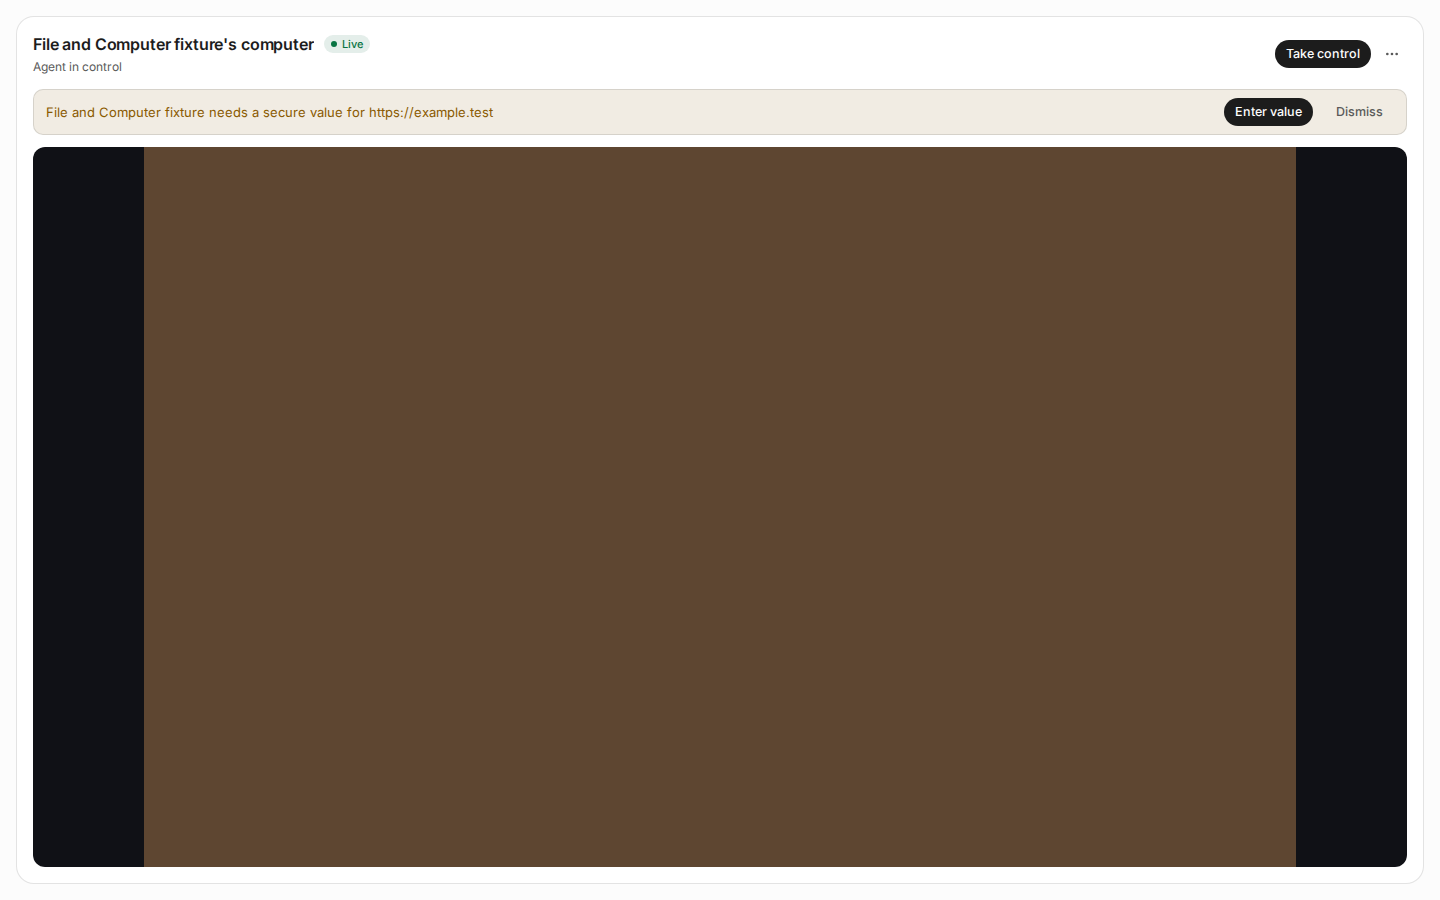 File and Computer fixture's computer
Live
Agent in control
Take control
File and Computer fixture needs a secure value for https://example.test
Enter value
Dismiss